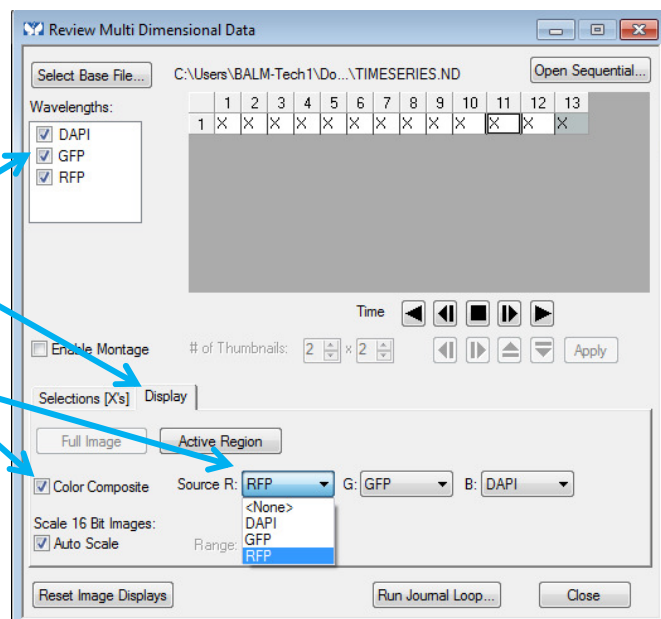 Review Multi Dimensional Data
Select Base File... C:\Users\BALM-Tech1\Do...\TIMESERIES.ND Open Sequential...
Wavelengths:
1 2 3 4 5 6 7 8 9 10 11 12 13
1 X X X X X X X X X X X X X
DAPI
GFP
RFP
Time
Enable Montage # of Thumbnails: 2 x 2 Apply
Selections [X's] Display
Full Image Active Region
Color Composite Source R: RFP G: GFP B: DAPI
<None>
DAPI
GFP
RFP
Scale 16 Bit Images:
Auto Scale Range:
Reset Image Displays Run Journal Loop... Close